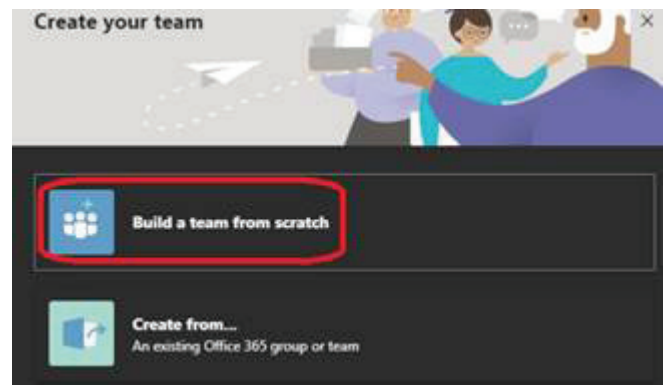 Create your team
Build a team from scratch
Create from...
An existing Office 365 group or team